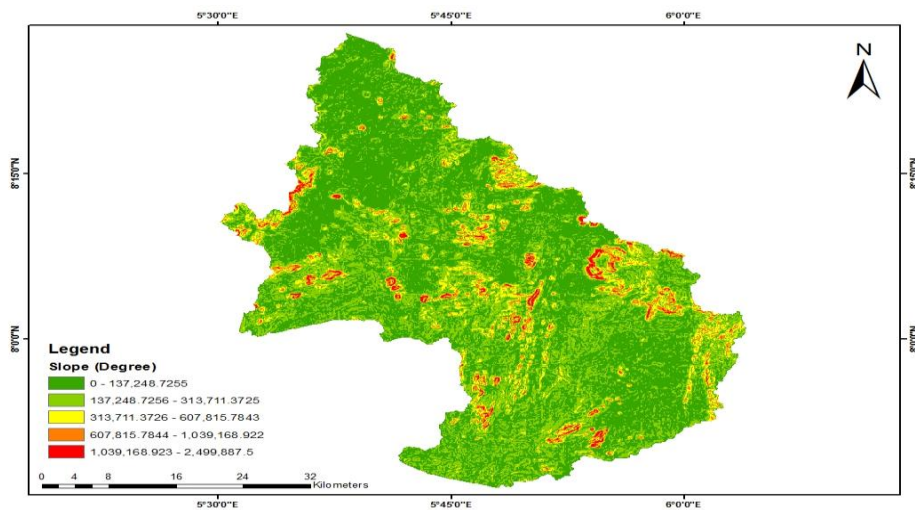 5°30'0"E 5°45'0"E 6°0'0"E
N
8°15'0"N 8°15'0"N
8°0'0"N 8°0'0"N
Legend
Slope (Degree)
0 - 137,248.7255
137,248.7256 - 313,711.3725
313,711.3726 - 607,815.7843
607,815.7844 - 1,039,168.922
1,039,168.923 - 2,499,887.5
0 4 8 16 24 32
Kilometers
5°30'0"E 5°45'0"E 6°0'0"E